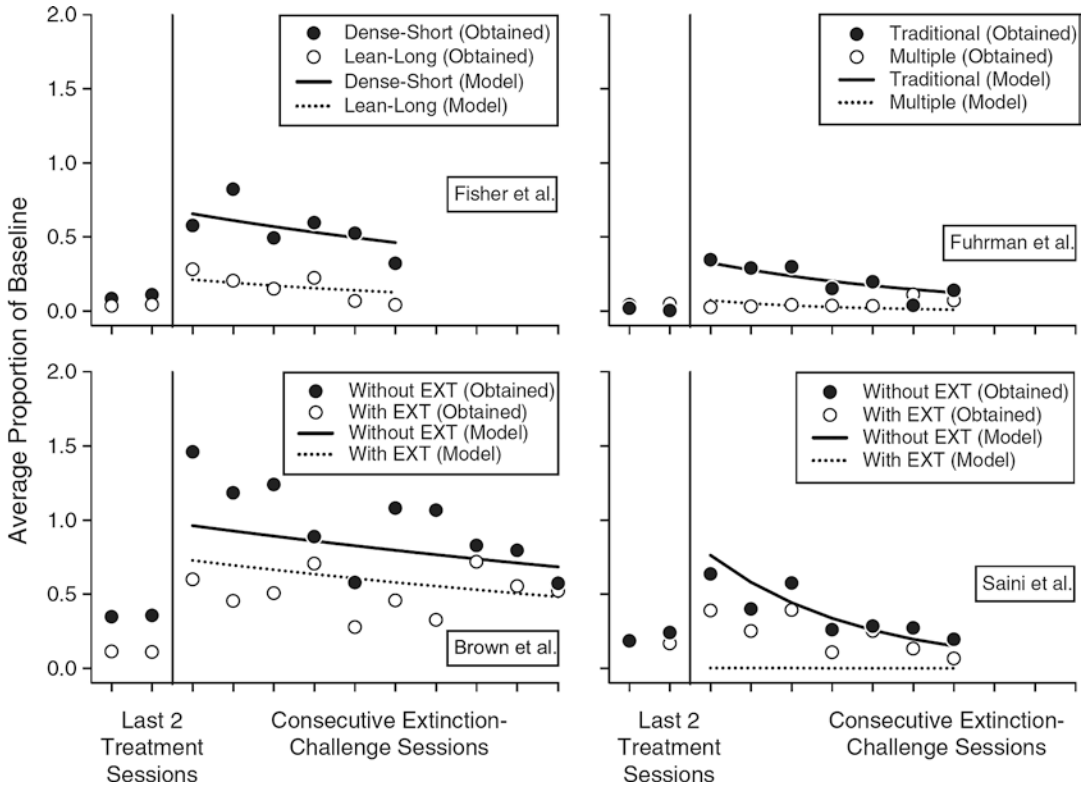 Average Proportion of Baseline
2.0
1.5
1.0
0.5
0.0
Dense-Short (Obtained)
Lean-Long (Obtained)
Dense-Short (Model)
Lean-Long (Model)
Fisher et al.
Traditional (Obtained)
Multiple (Obtained)
Traditional (Model)
Multiple (Model)
Fuhrman et al.
2.0
1.5
1.0
0.5
0.0
Without EXT (Obtained)
With EXT (Obtained)
Without EXT (Model)
With EXT (Model)
Brown et al.
Without EXT (Obtained)
With EXT (Obtained)
Without EXT (Model)
With EXT (Model)
Saini et al.
Last 2
Treatment
Sessions
Consecutive Extinction-
Challenge Sessions
Last 2
Treatment
Sessions
Consecutive Extinction-
Challenge Sessions